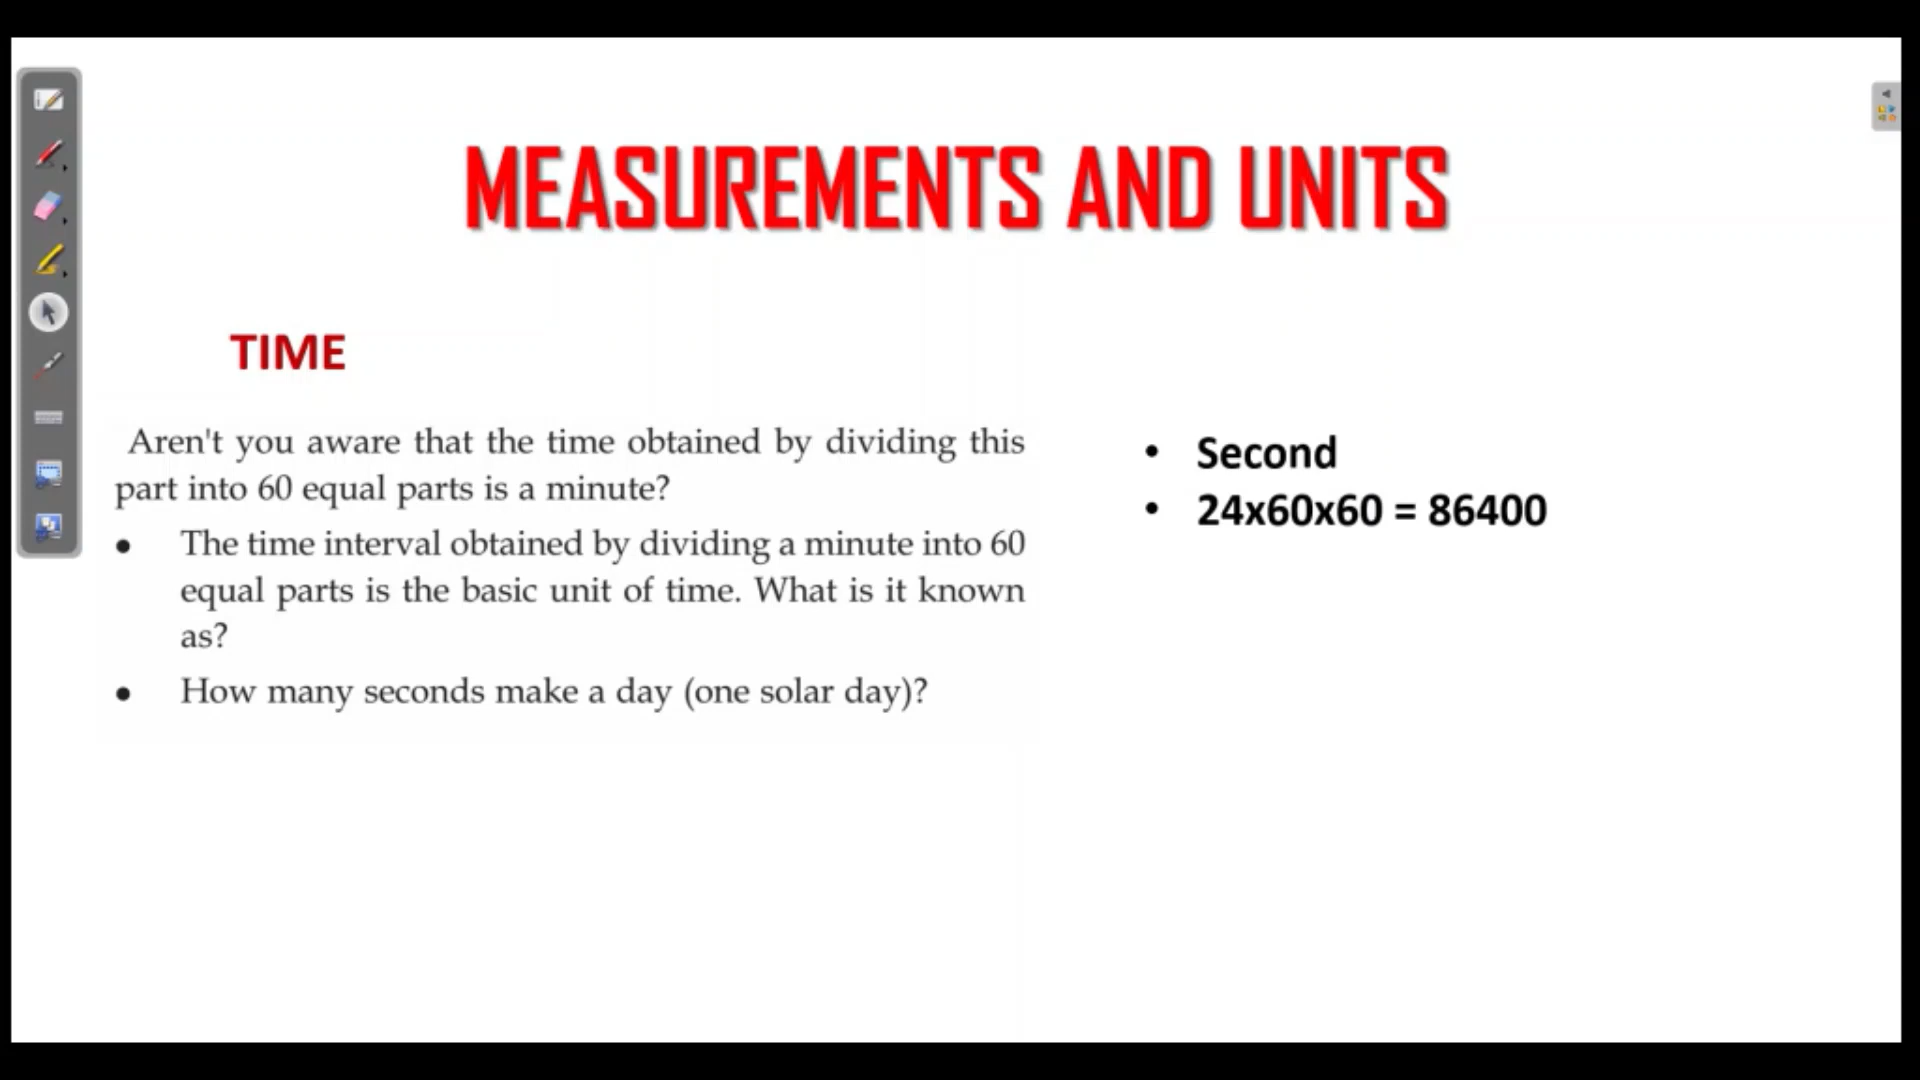 MEASUREMENTS AND UNITS
TIME
Aren't you aware that the time obtained by dividing this
part into 60 equal parts is a minute?
• The time interval obtained by dividing a minute into 60
equal parts is the basic unit of time. What is it known
as?
• How many seconds make a day (one solar day)?
• Second
• 24x60x60 = 86400